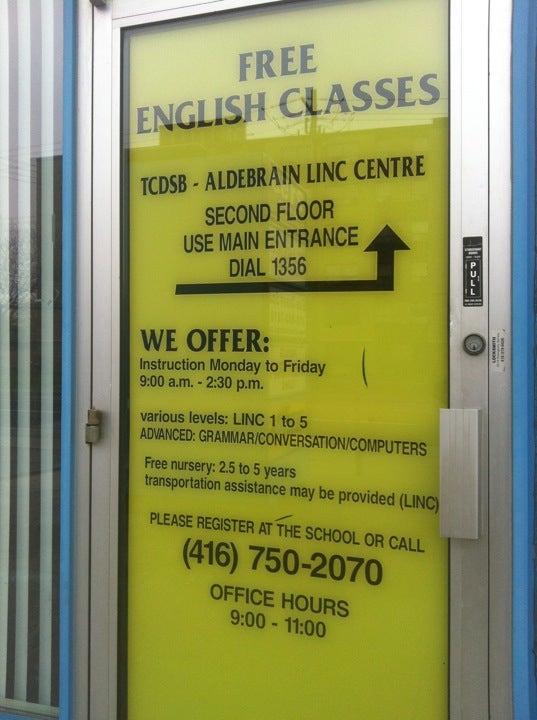 FREE
ENGLISH CLASSES
TCDSB - ALDEBRAIN LINC CENTRE
SECOND FLOOR
USE MAIN ENTRANCE
DIAL 1356
PULL
WE OFFER:
Instruction Monday to Friday
9:00 a.m. - 2:30 p.m.
LOCKSMITH
various levels: LINC 1 to 5
ADVANCED: GRAMMAR/CONVERSATION/COMPUTERS
Free nursery: 2.5 to 5 years
transportation assistance may be provided (LINC)
PLEASE REGISTER AT THE SCHOOL OR CALL
(416) 750-2070
OFFICE HOURS
9:00 - 11:00